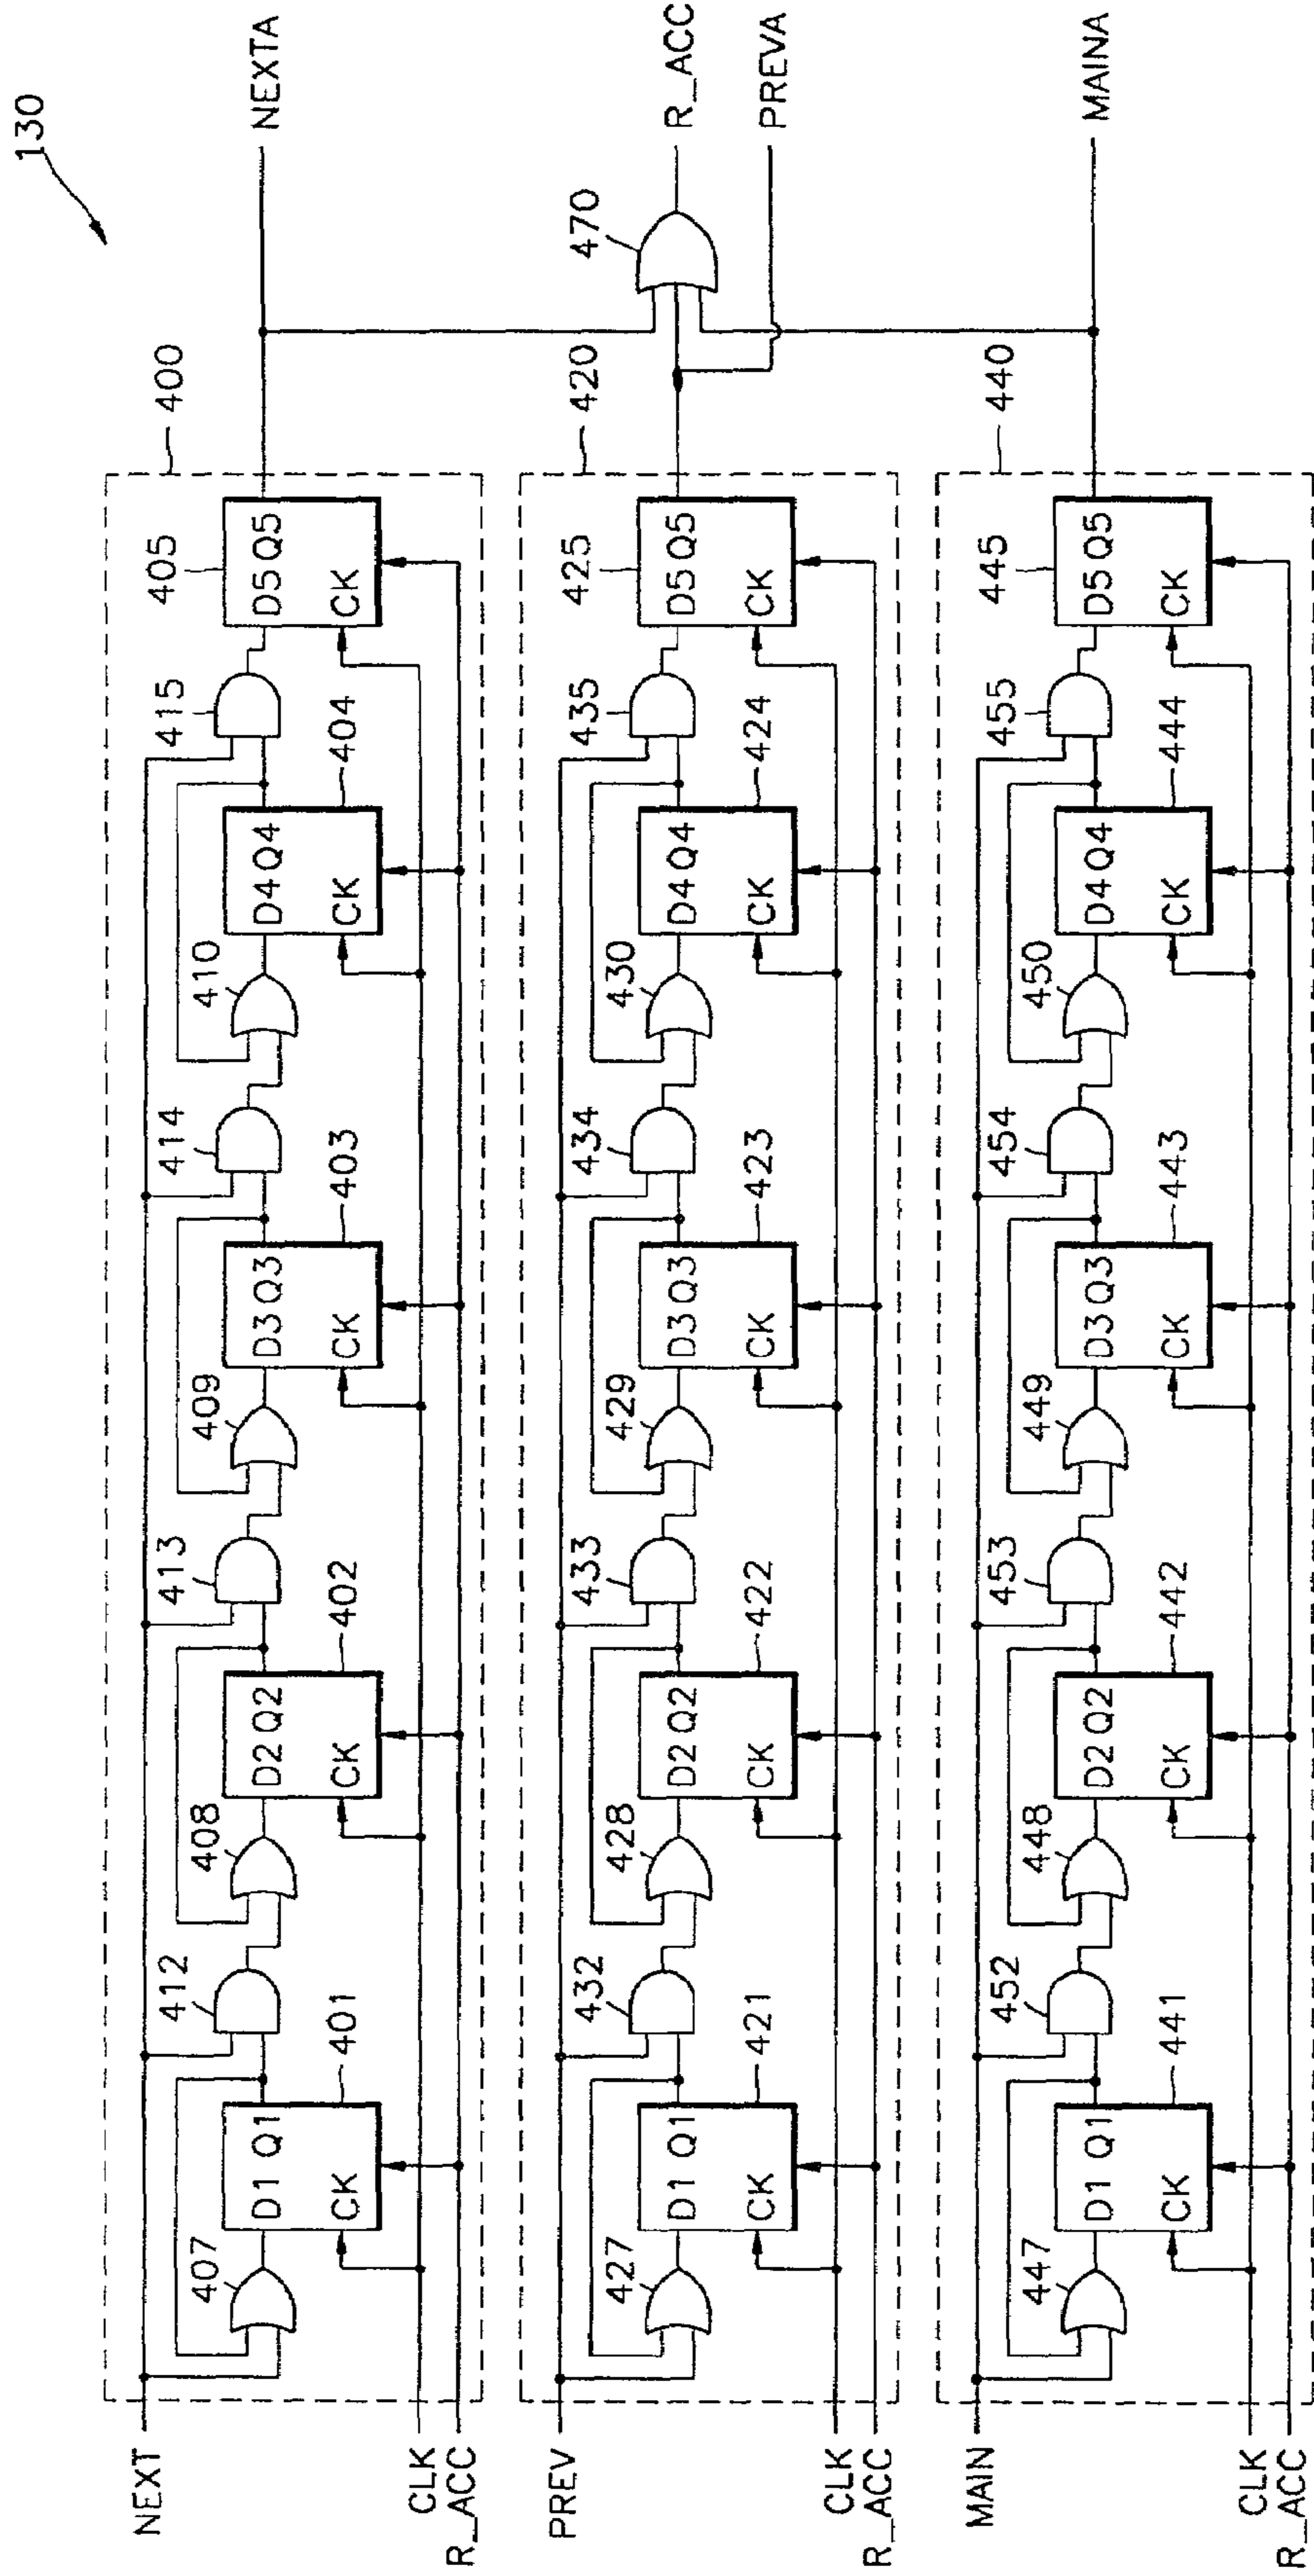 130
400
NEXT
407
D1 Q1
CK
401
412
408
D2 Q2
CK
402
413
409
D3 Q3
CK
403
414
410
D4 Q4
CK
404
415
405
D5 Q5
CK
NEXTA
CLK
R_ACC
420
PREV
427
D1 Q1
CK
421
432
428
D2 Q2
CK
422
433
429
D3 Q3
CK
423
434
430
D4 Q4
CK
424
435
425
D5 Q5
CK
470
R_ACC
PREVA
CLK
R_ACC
440
MAIN
447
D1 Q1
CK
441
452
448
D2 Q2
CK
442
453
449
D3 Q3
CK
443
454
450
D4 Q4
CK
444
455
445
D5 Q5
CK
MAINA
CLK
R_ACC